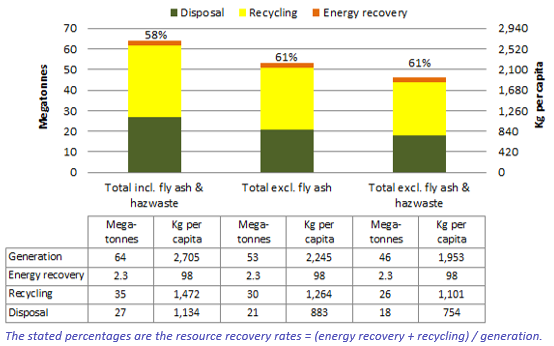 Disposal Recycling Energy recovery
70 60 50 40 30 20 10 0
Megatonnes
58% 61% 61%
2,940 2,520 2,100 1,680 1,260 840 420 0
Kg per capita
Total incl. fly ash & hazwaste Total excl. fly ash Total excl. fly ash & hazwaste
Mega-tonnes Kg per capita Mega-tonnes Kg per capita Mega-tonnes Kg per capita
Generation 64 2,705 53 2,245 46 1,953
Energy recovery 2.3 98 2.3 98 2.3 98
Recycling 35 1,472 30 1,264 26 1,101
Disposal 27 1,134 21 883 18 754
The stated percentages are the resource recovery rates = (energy recovery + recycling) / generation.